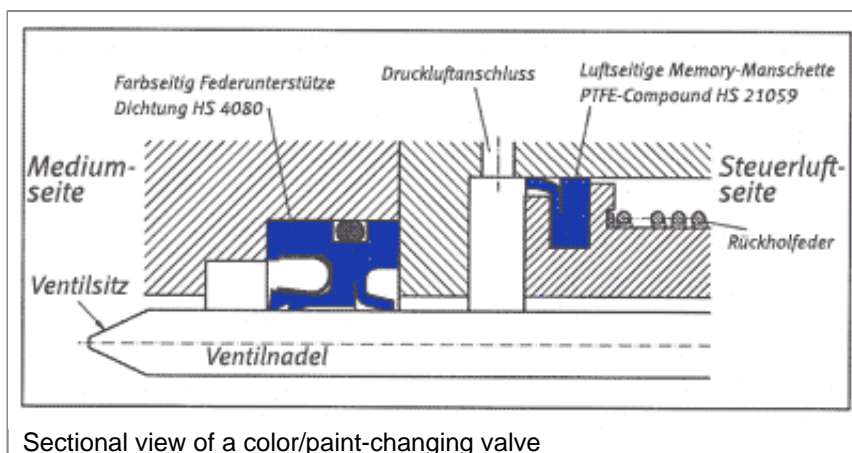 Farbseitig Federunterstütze
Dichtung HS 4080
Druckluftanschluss
Luftseitige Memory-Manschette
PTFE-Compound HS 21059
Medium-
seite
Steuerluft-
seite
Rückholfeder
Ventilsitz
Ventilnadel
Sectional view of a color/paint-changing valve